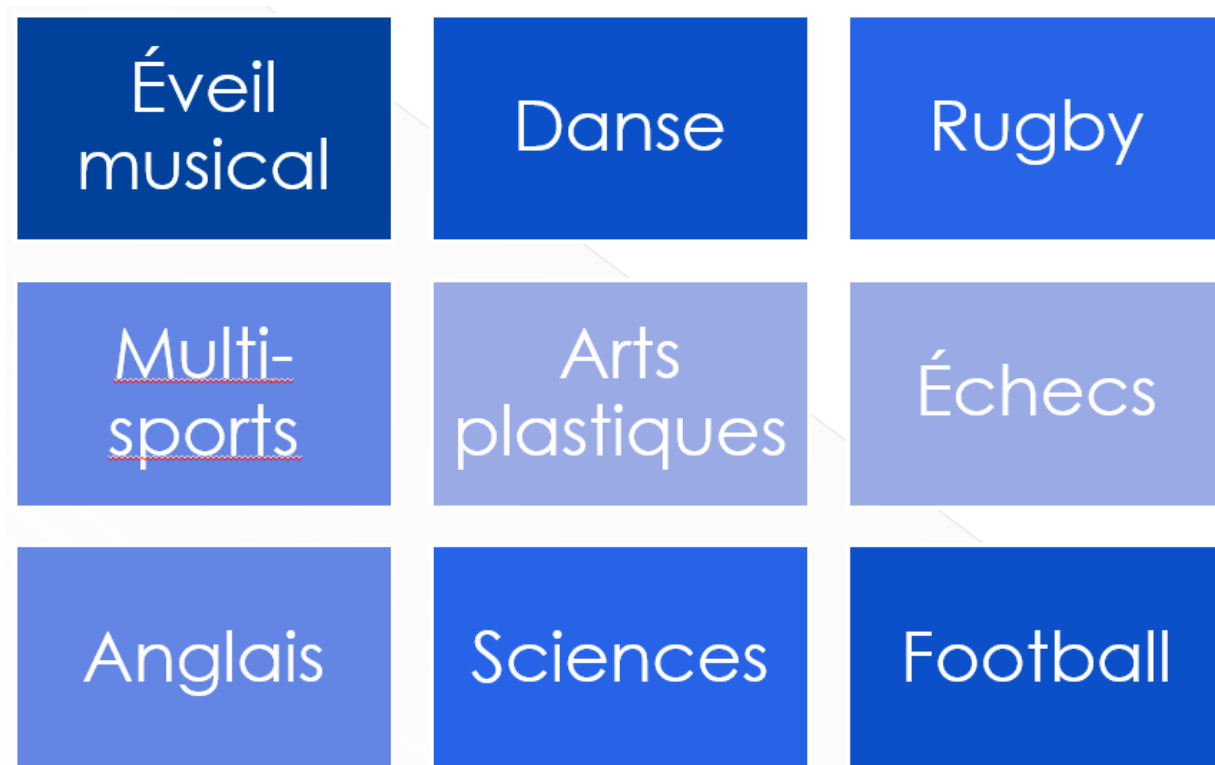 Éveil
musical
Danse
Rugby
Multi-
sports
Arts
plastiques
Échecs
Anglais
Sciences
Football